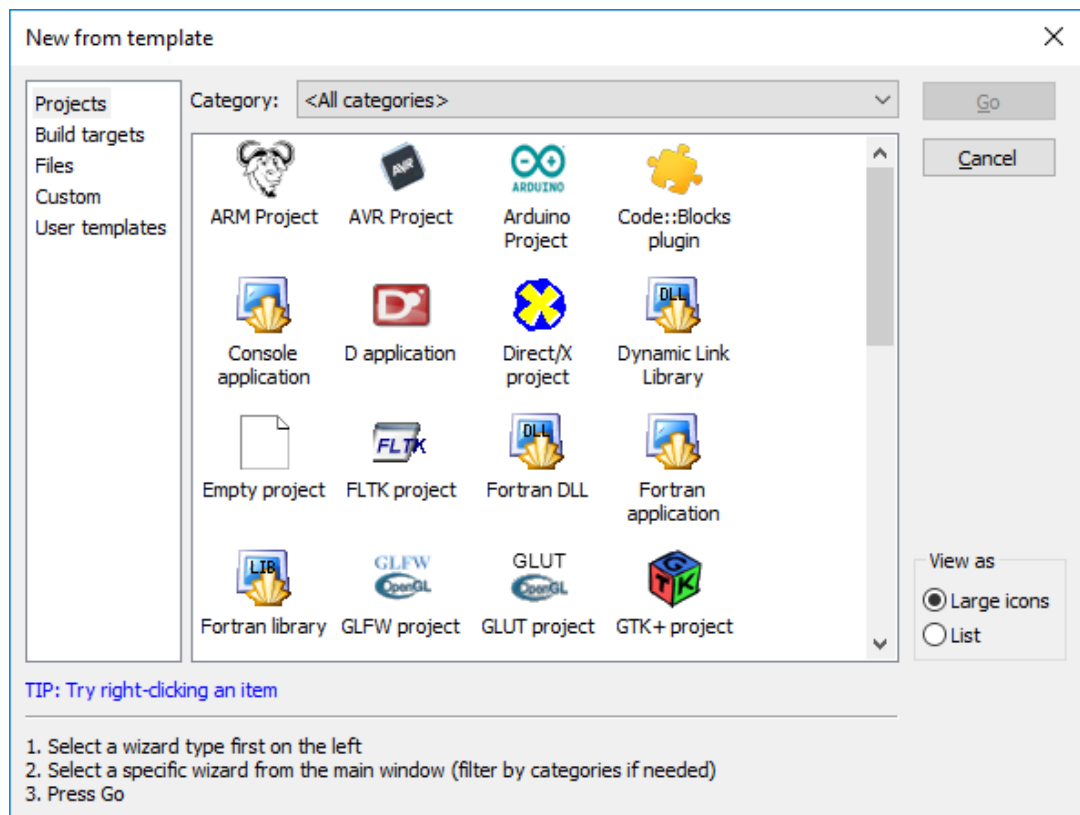 New from template
Projects
Build targets
Files
Custom
User templates
Category: <All categories>
Go
Cancel
AVR
ARDUINO
ARM Project AVR Project Arduino Project Code::Blocks plugin
DLL
Console application D application Direct/X project Dynamic Link Library
FLTK
DLL
Empty project FLTK project Fortran DLL Fortran application
LIB
GLFW OpenGL
GLUT OpenGL
GTK
Fortran library GLFW project GLUT project GTK+ project
View as
Large icons
List
TIP: Try right-clicking an item
1. Select a wizard type first on the left
2. Select a specific wizard from the main window (filter by categories if needed)
3. Press Go